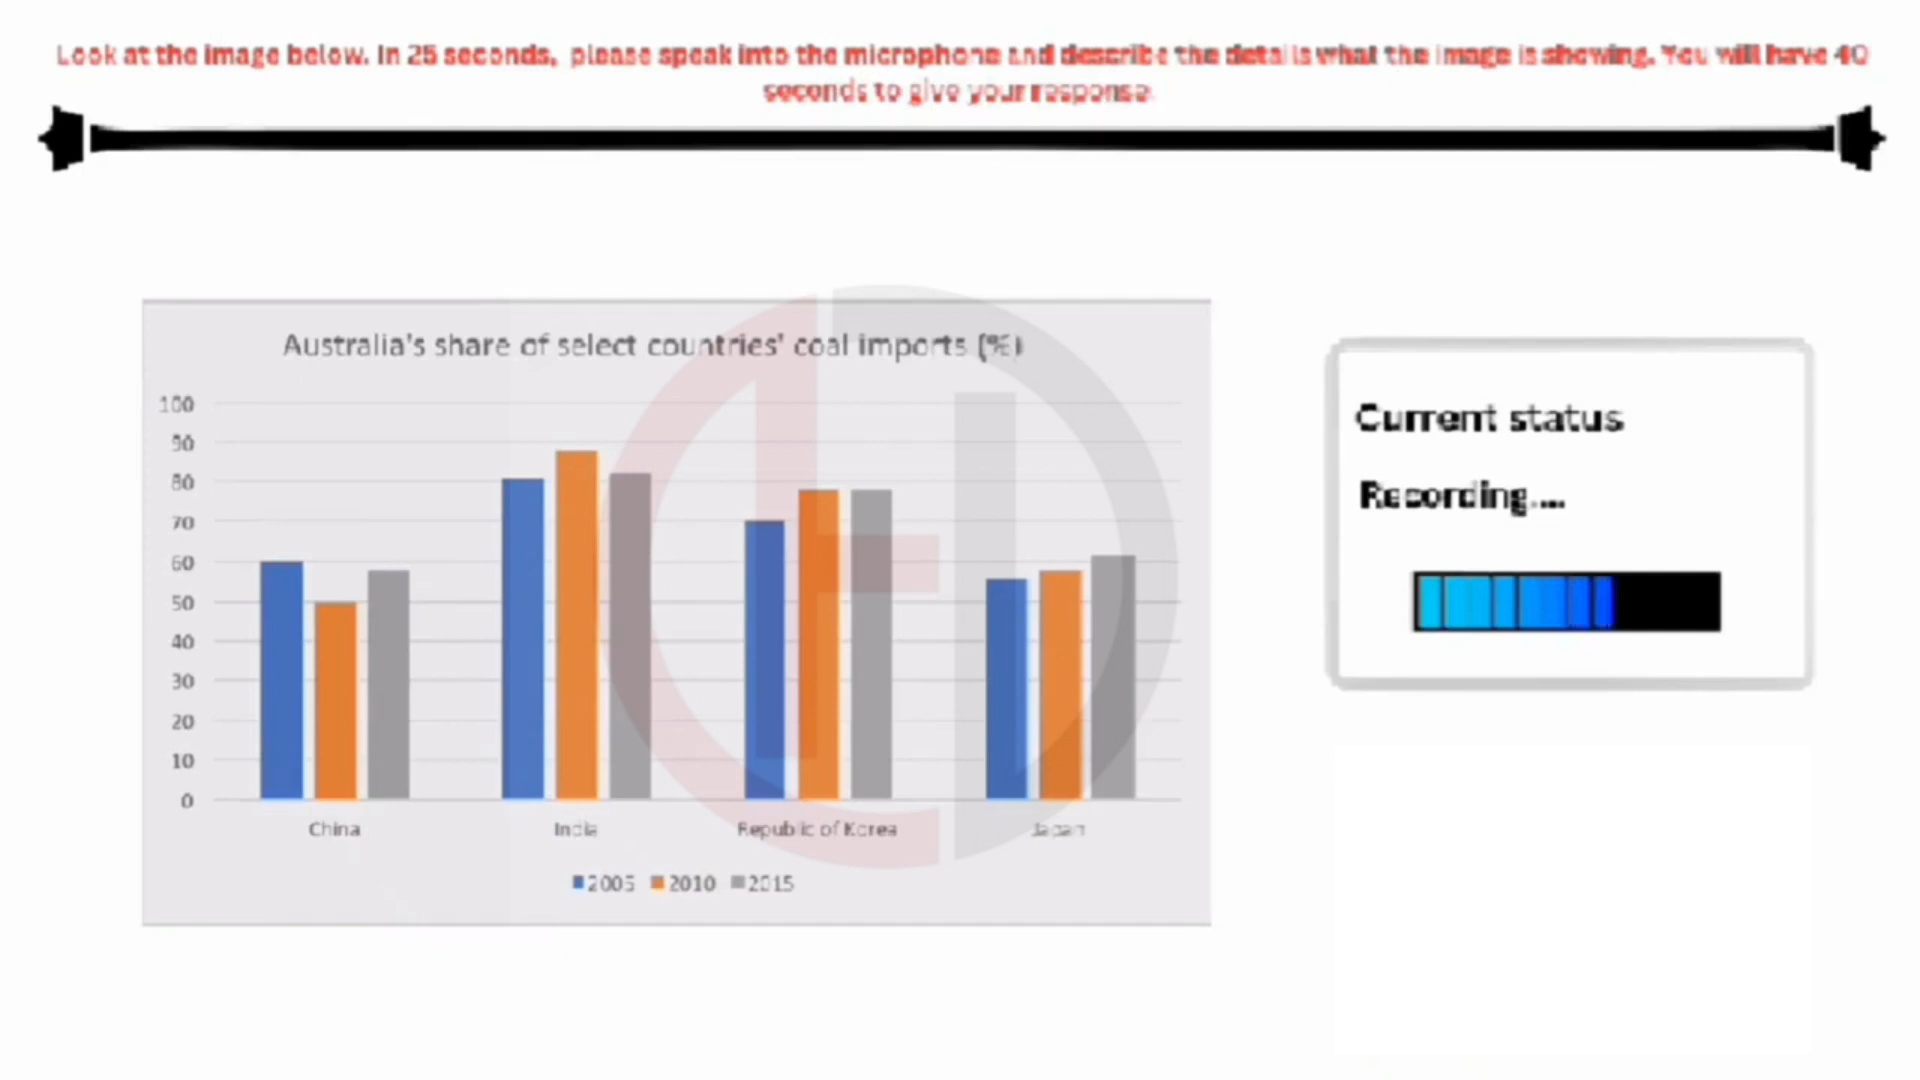 Look at the image below. In 25 seconds, please speak into the microphone and describe the details what the image is showing. You will have 40
seconds to give your response.
Australia's share of select countries' coal imports (%)
100
90
80
70
60
50
40
30
20
10
0
China India Republic of Korea Japan
2005 2010 2015
Current status
Recording....